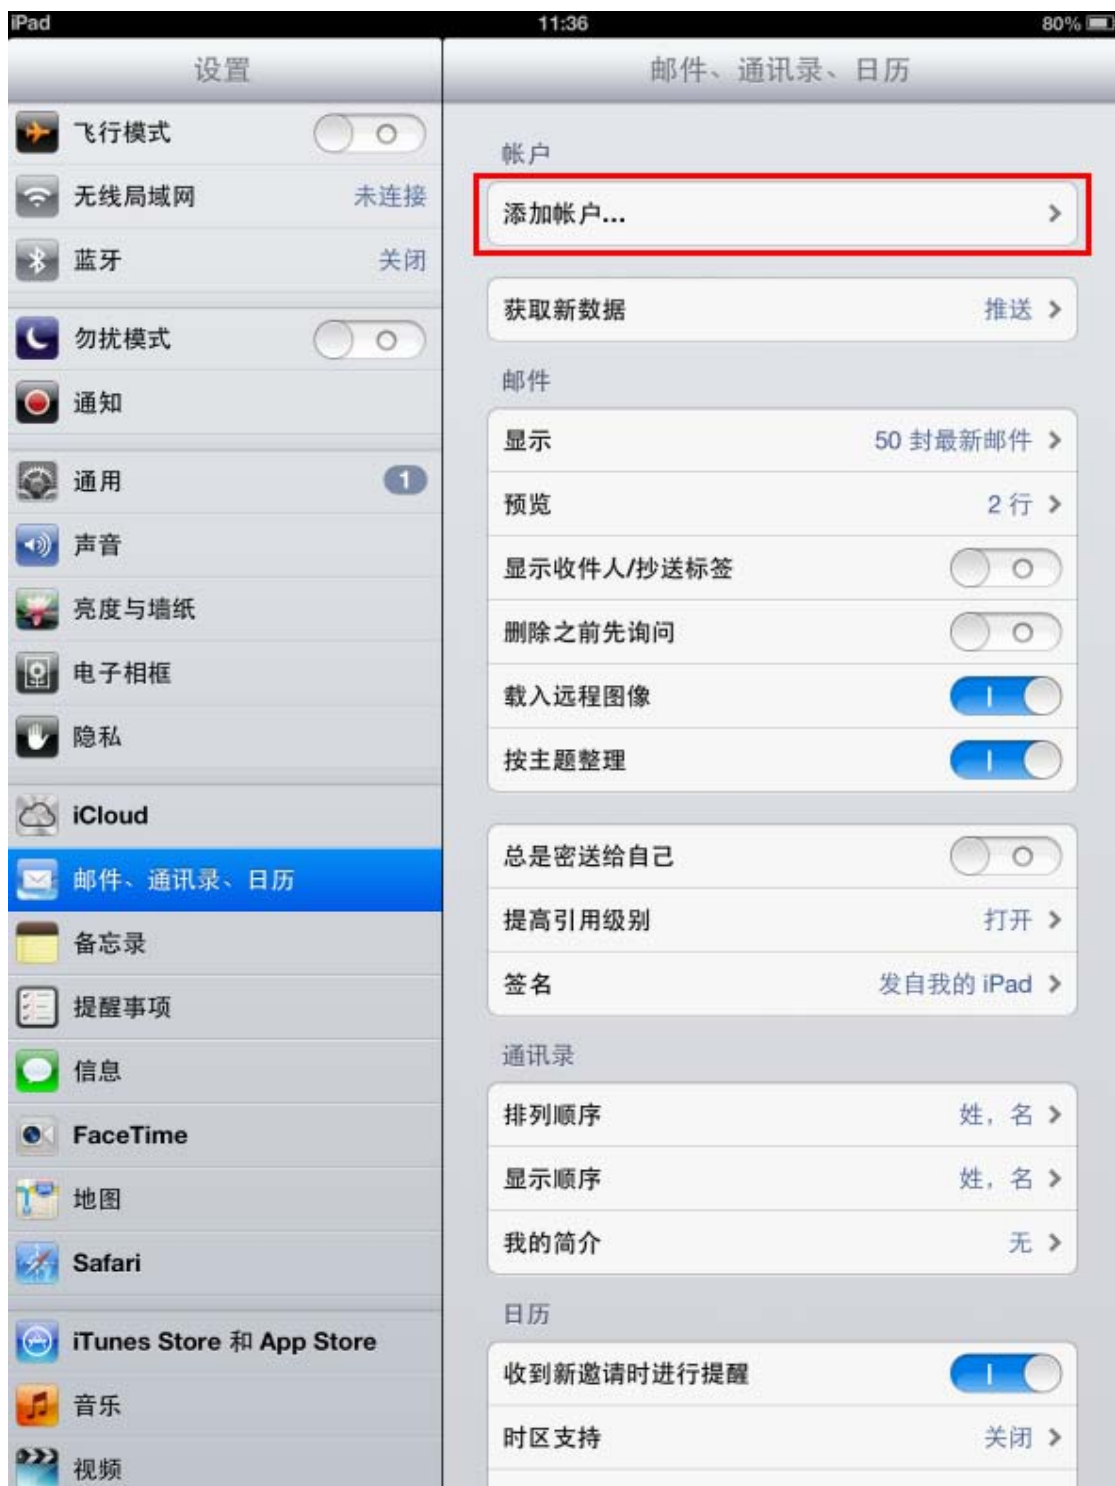 iPad
11:36
80%
设置
飞行模式
无线局域网 未连接
蓝牙 关闭
勿扰模式
通知
通用 1
声音
亮度与墙纸
电子相框
隐私
iCloud
邮件、通讯录、日历
备忘录
提醒事项
信息
FaceTime
地图
Safari
iTunes Store 和 App Store
音乐
视频
邮件、通讯录、日历
帐户
添加帐户...
获取新数据 推送
邮件
显示 50 封最新邮件
预览 2 行
显示收件人/抄送标签
删除之前先询问
载入远程图像
按主题整理
总是密送给自己
提高引用级别 打开
签名 发自我的 iPad
通讯录
排列顺序 姓，名
显示顺序 姓，名
我的简介 无
日历
收到新邀请时进行提醒
时区支持 关闭